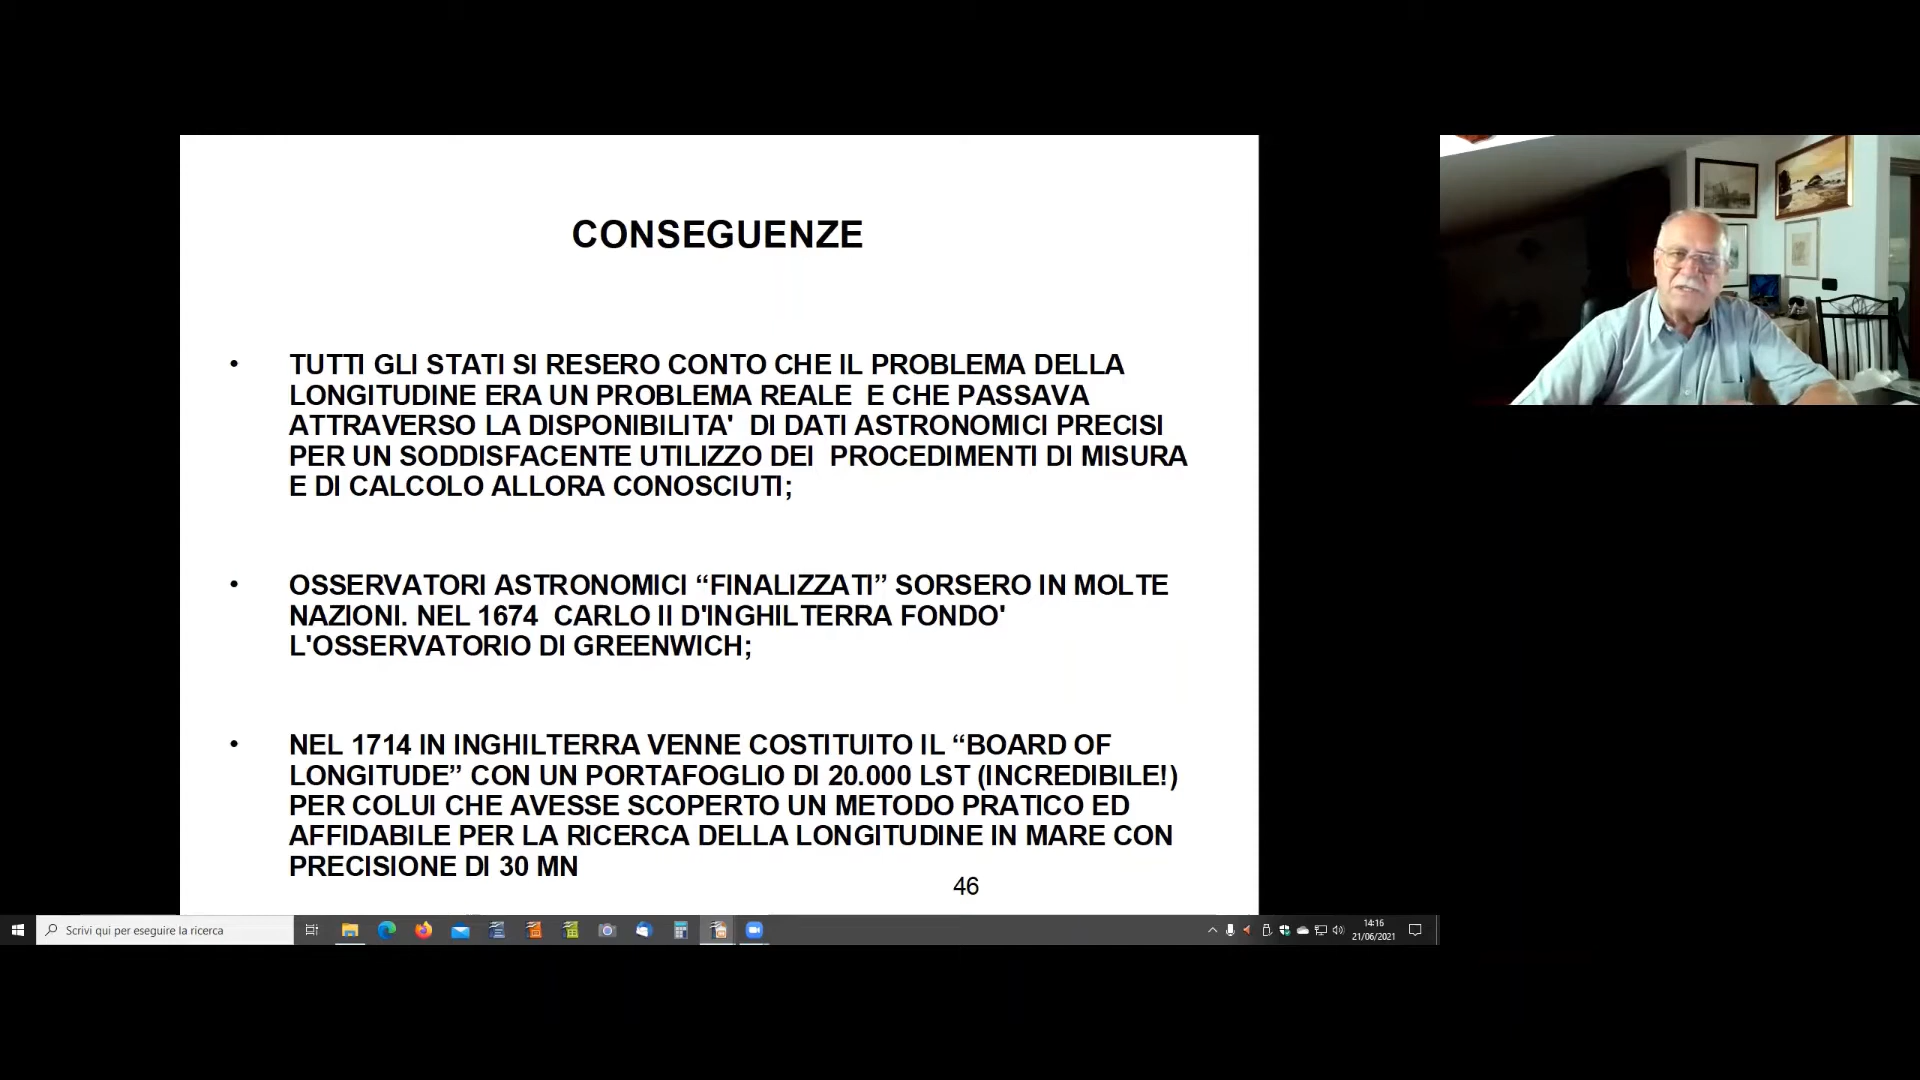 CONSEGUENZE
• TUTTI GLI STATI SI RESERO CONTO CHE IL PROBLEMA DELLA
LONGITUDINE ERA UN PROBLEMA REALE E CHE PASSAVA
ATTRAVERSO LA DISPONIBILITA' DI DATI ASTRONOMICI PRECISI
PER UN SODDISFACENTE UTILIZZO DEI PROCEDIMENTI DI MISURA
E DI CALCOLO ALLORA CONOSCIUTI;
• OSSERVATORI ASTRONOMICI “FINALIZZATI” SORSERO IN MOLTE
NAZIONI. NEL 1674 CARLO II D'INGHILTERRA FONDO'
L'OSSERVATORIO DI GREENWICH;
• NEL 1714 IN INGHILTERRA VENNE COSTITUITO IL “BOARD OF
LONGITUDE” CON UN PORTAFOGLIO DI 20.000 LST (INCREDIBILE!)
PER COLUI CHE AVESSE SCOPERTO UN METODO PRATICO ED
AFFIDABILE PER LA RICERCA DELLA LONGITUDINE IN MARE CON
PRECISIONE DI 30 MN
46
Scrivi qui per eseguire la ricerca
14:16
21/06/2021